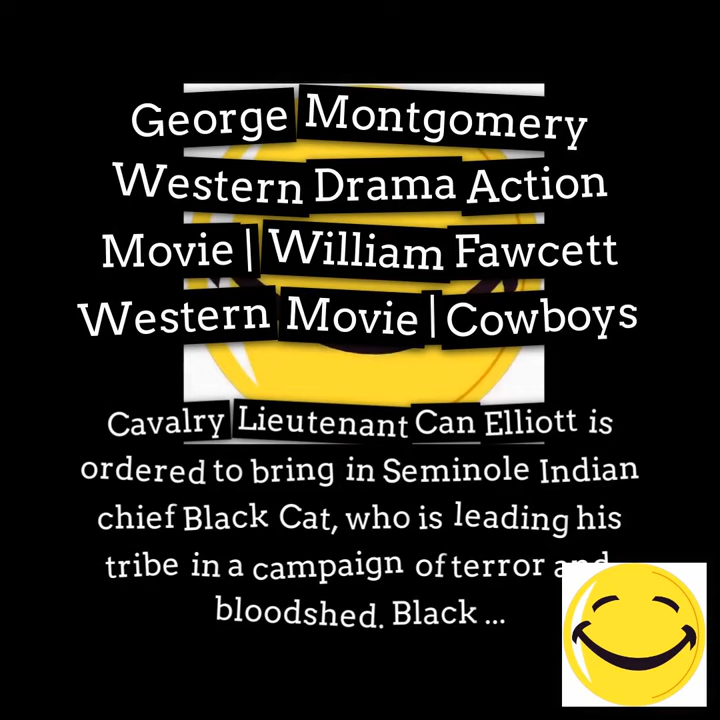 George Montgomery
Western Drama Action
Movie | William Fawcett
Western Movie | Cowboys
Cavalry Lieutenant Can Elliott is
ordered to bring in Seminole Indian
chief Black Cat, who is leading his
tribe in a campaign of terror and
bloodshed. Black ...